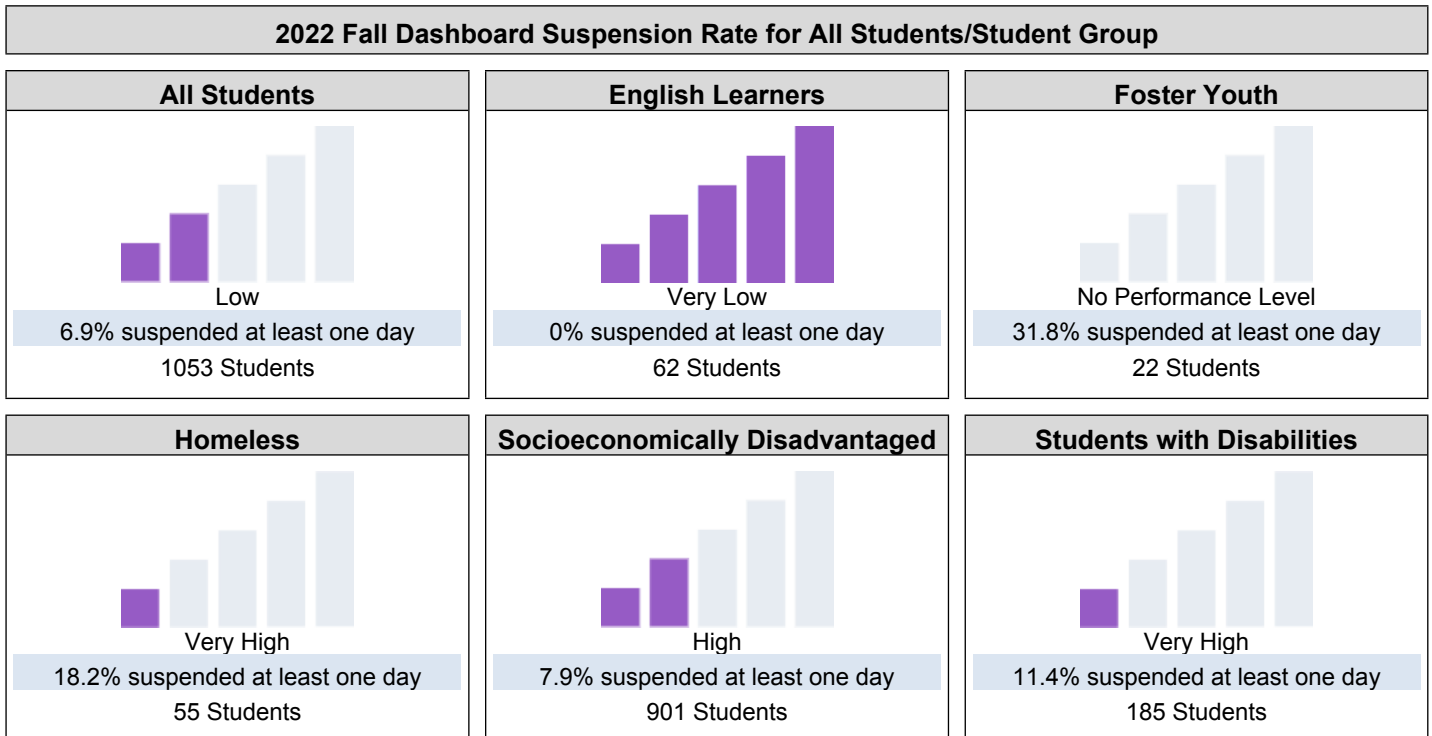 2022 Fall Dashboard Suspension Rate for All Students/Student Group
All Students
Low
6.9% suspended at least one day
1053 Students
English Learners
Very Low
0% suspended at least one day
62 Students
Foster Youth
No Performance Level
31.8% suspended at least one day
22 Students
Homeless
Very High
18.2% suspended at least one day
55 Students
Socioeconomically Disadvantaged
High
7.9% suspended at least one day
901 Students
Students with Disabilities
Very High
11.4% suspended at least one day
185 Students